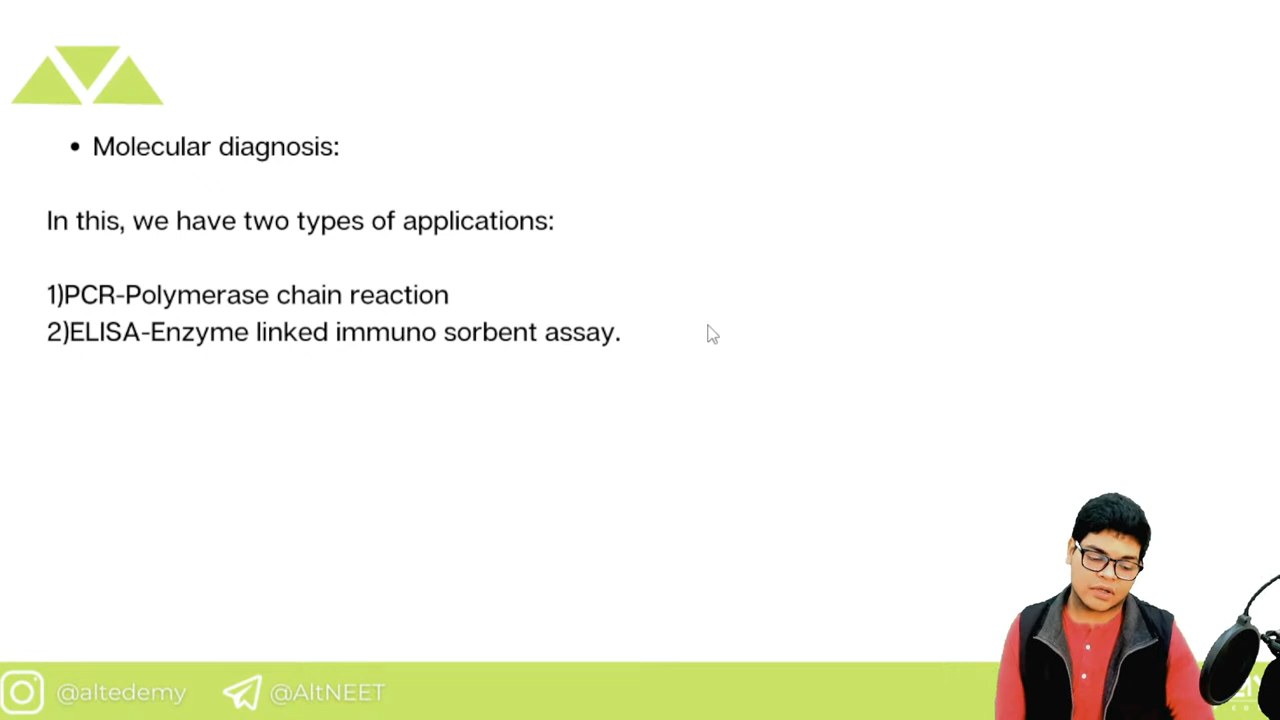 • Molecular diagnosis:
In this, we have two types of applications:
1)PCR-Polymerase chain reaction
2)ELISA-Enzyme linked immuno sorbent assay.
@altedemy @AltNEET